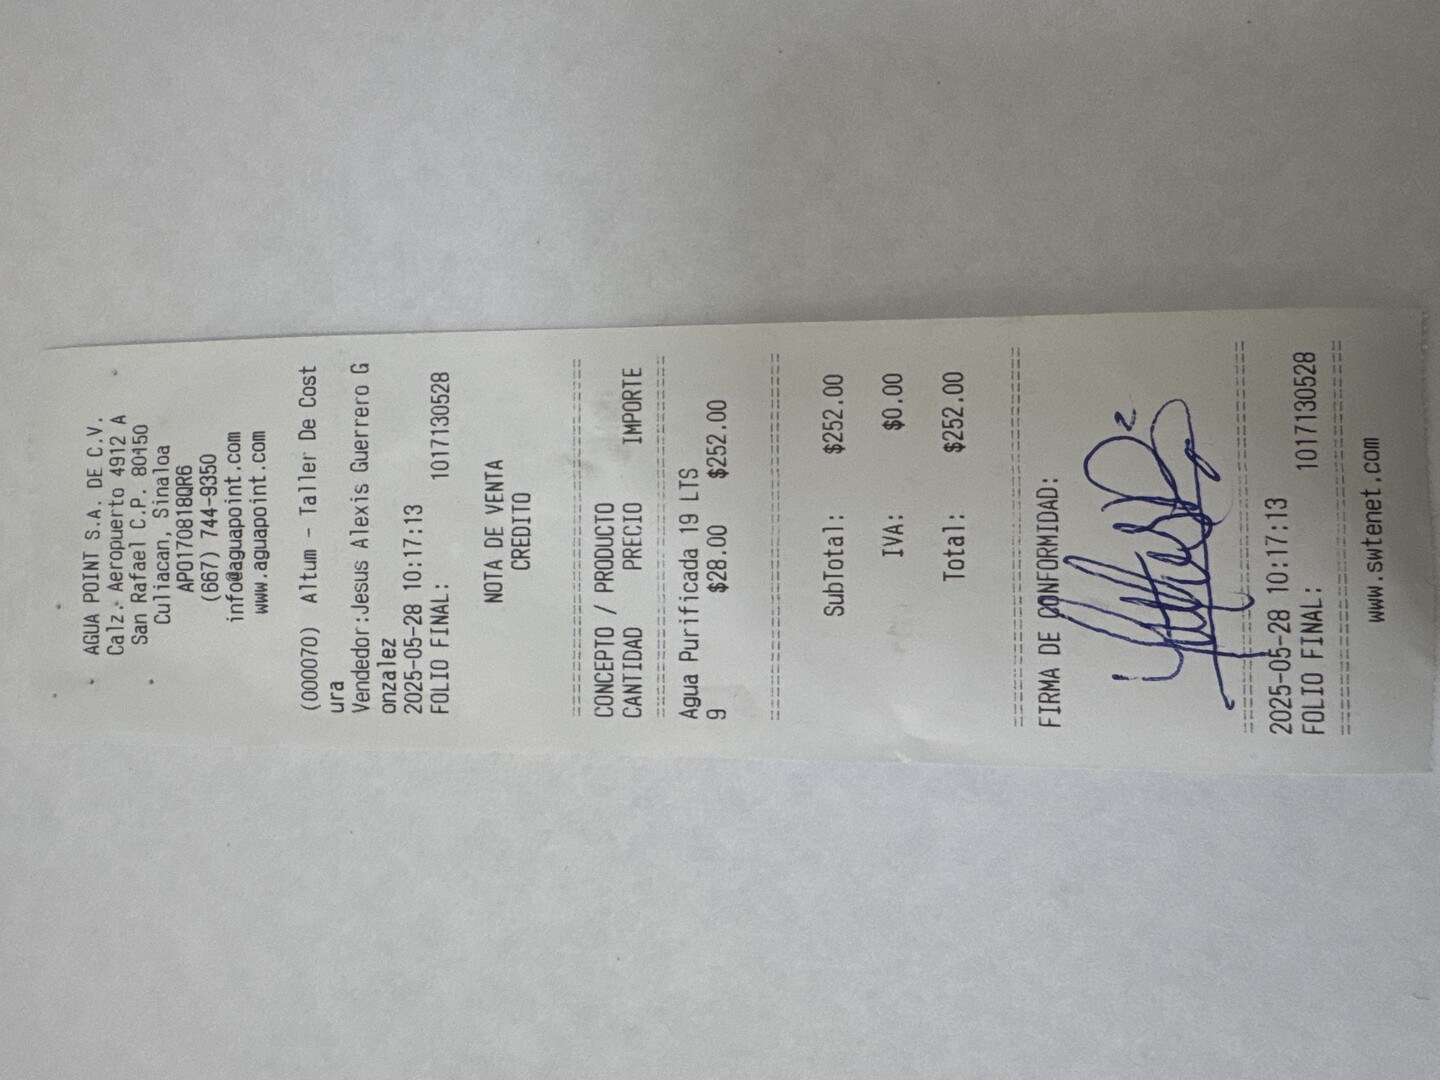 AGUA POINT S.A. DE C.V.
Calz. Aeropuerto 4912 A
San Rafael C.P. 80150
Culiacan, Sinaloa
APO170818QR6
(667) 744-9350
info@aguapoint.com
www.aguapoint.com
(000070) Altum - Taller De Cost
ura
Vendedor:Jesus Alexis Guerrero G
onzalez
2025-05-28 10:17:13
FOLIO FINAL: 1017130528
NOTA DE VENTA
CREDITO
CONCEPTO / PRODUCTO
CANTIDAD PRECIO IMPORTE
Agua Purificada 19 LTS
9 $28.00 $252.00
SubTotal: $252.00
IVA: $0.00
Total: $252.00
FIRMA DE CONFORMIDAD:
2025-05-28 10:17:13
FOLIO FINAL: 1017130528
www.swtenet.com